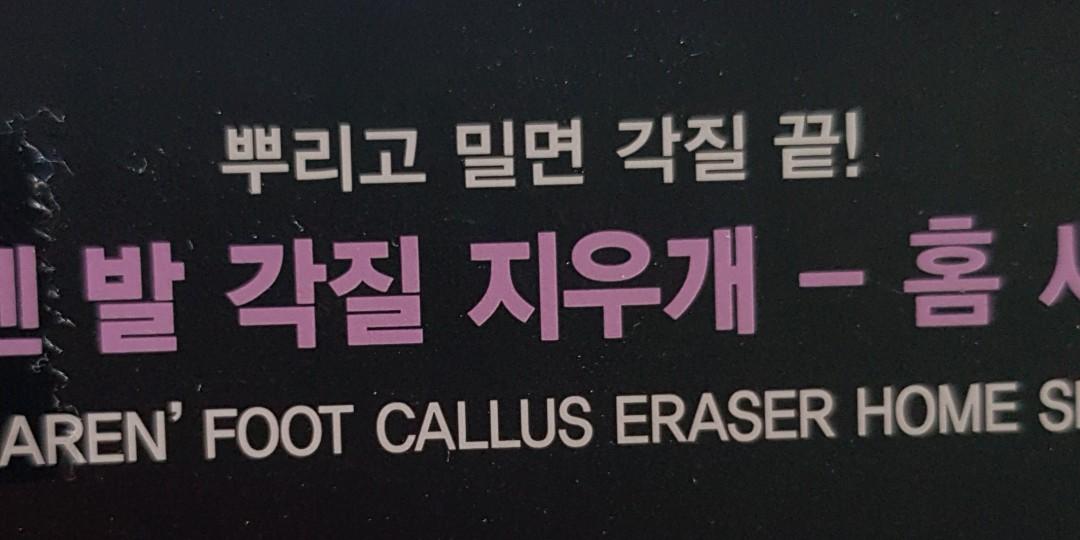 뿌리고 밀면 각질 끝!
발 각질 지우개 - 홈
AREN' FOOT CALLUS ERASER HOME